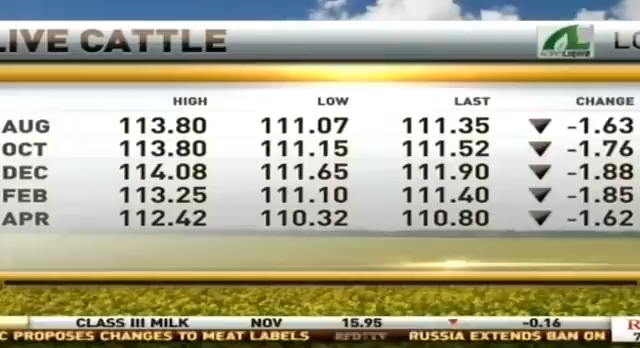 LIVE CATTLE
LO
HIGH LOW LAST CHANGE
AUG 113.80 111.07 111.35 ▼ -1.63
OCT 113.80 111.15 111.52 ▼ -1.76
DEC 114.08 111.65 111.90 ▼ -1.88
FEB 113.25 111.10 111.40 ▼ -1.85
APR 112.42 110.32 110.80 ▼ -1.62
CLASS III MILK NOV 15.95 ▼ -0.16 R
C PROPOSES CHANGES TO MEAT LABELS RFDTV RUSSIA EXTENDS BAN ON